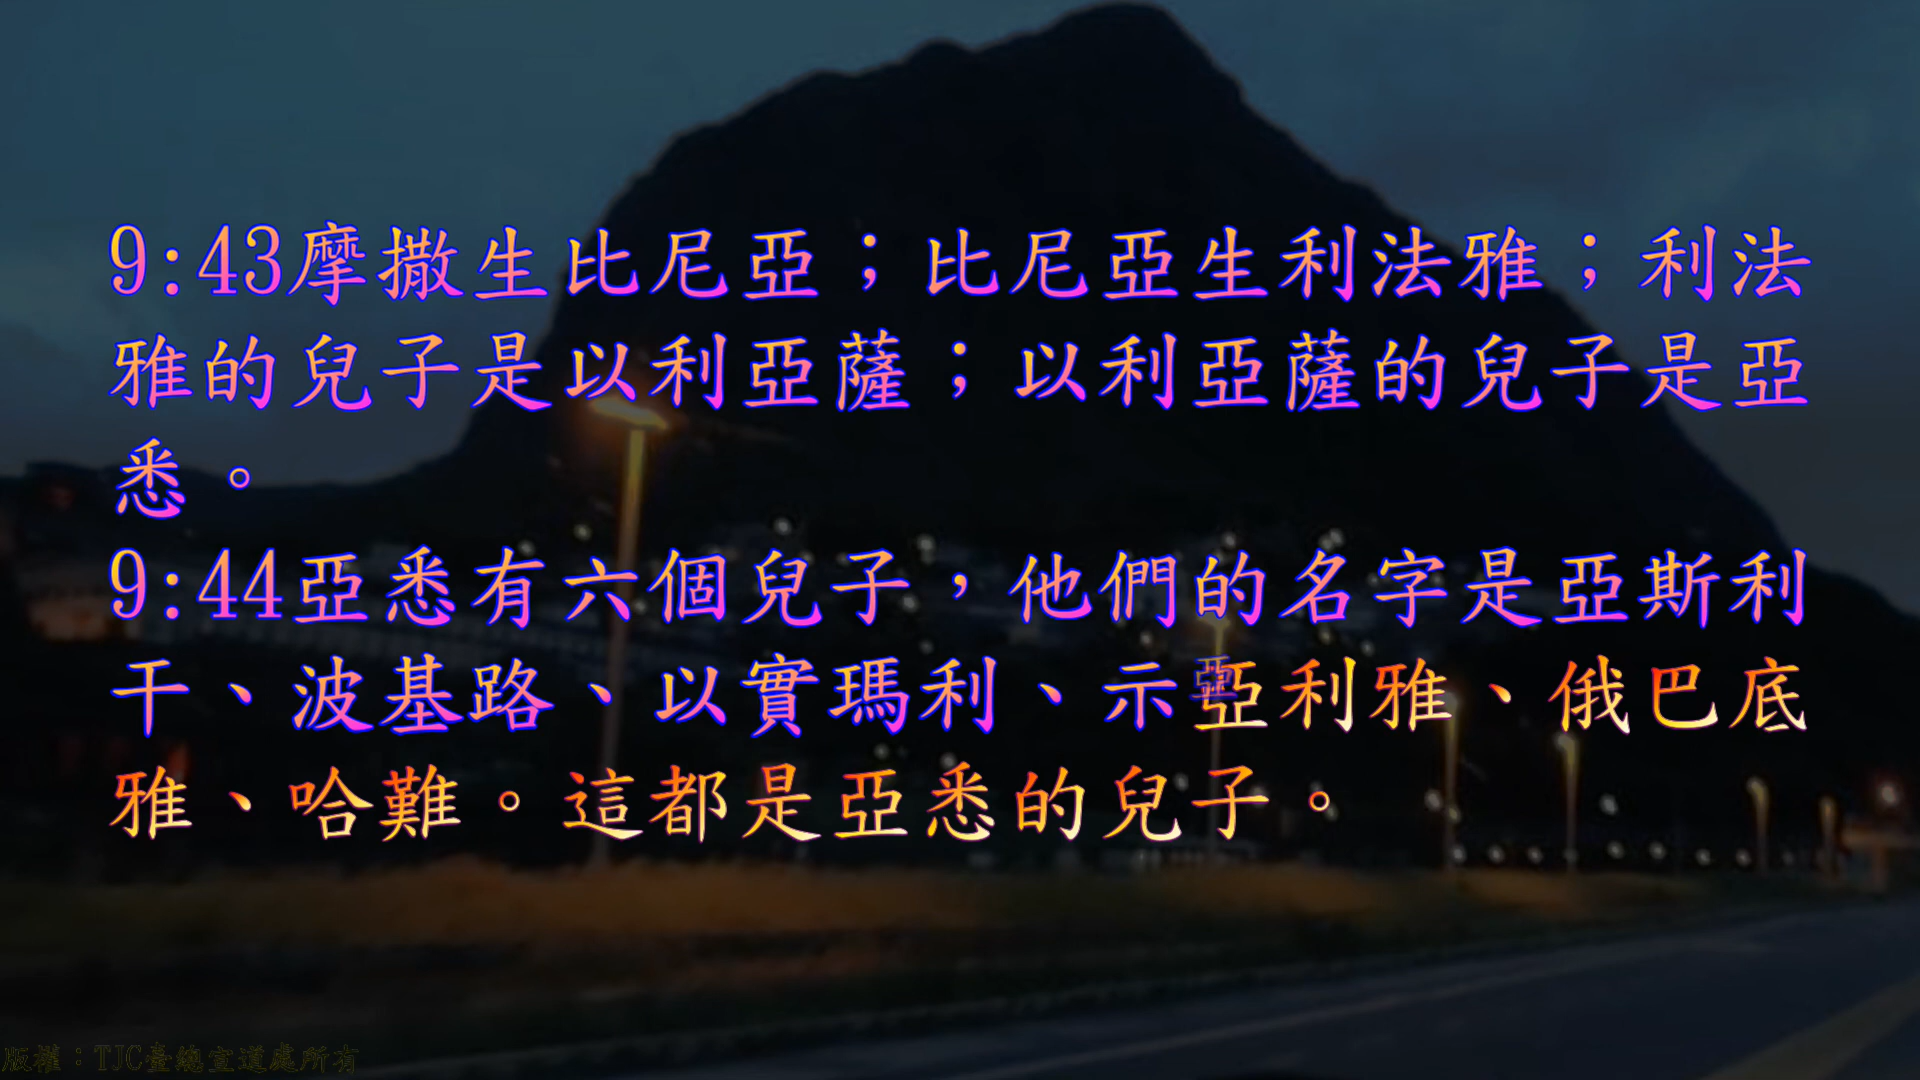 9:43摩撒生比尼亞；比尼亞生利法雅；利法
雅的兒子是以利亞薩；以利亞薩的兒子是亞
悉。
9:44亞悉有六個兒子，他們的名字是亞斯利
干、波基路、以實瑪利、示亞利雅、俄巴底
雅、哈難。這都是亞悉的兒子。
版權：TJC臺總宣道處所有